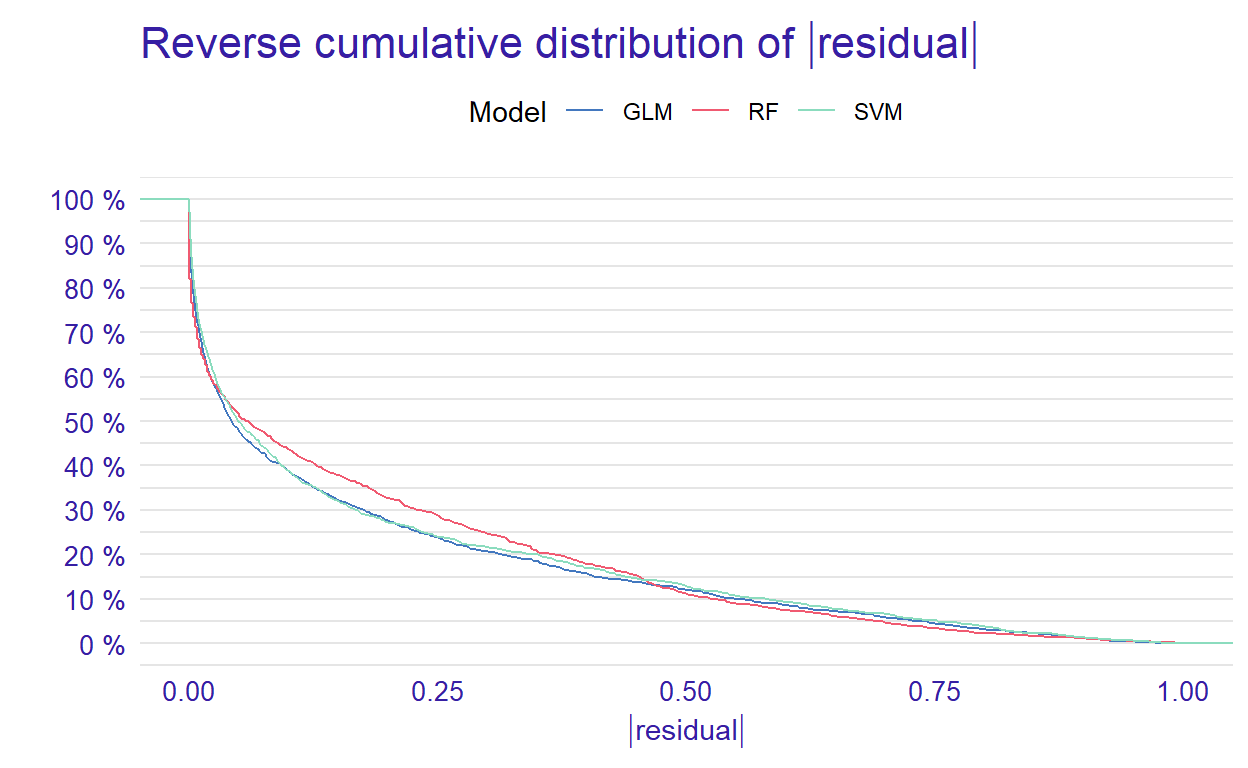 Reverse cumulative distribution of |residual|
Model GLM RF SVM
100 %
90 %
80 %
70 %
60 %
50 %
40 %
30 %
20 %
10 %
0 %
0.00 0.25 0.50 0.75 1.00
|residual|